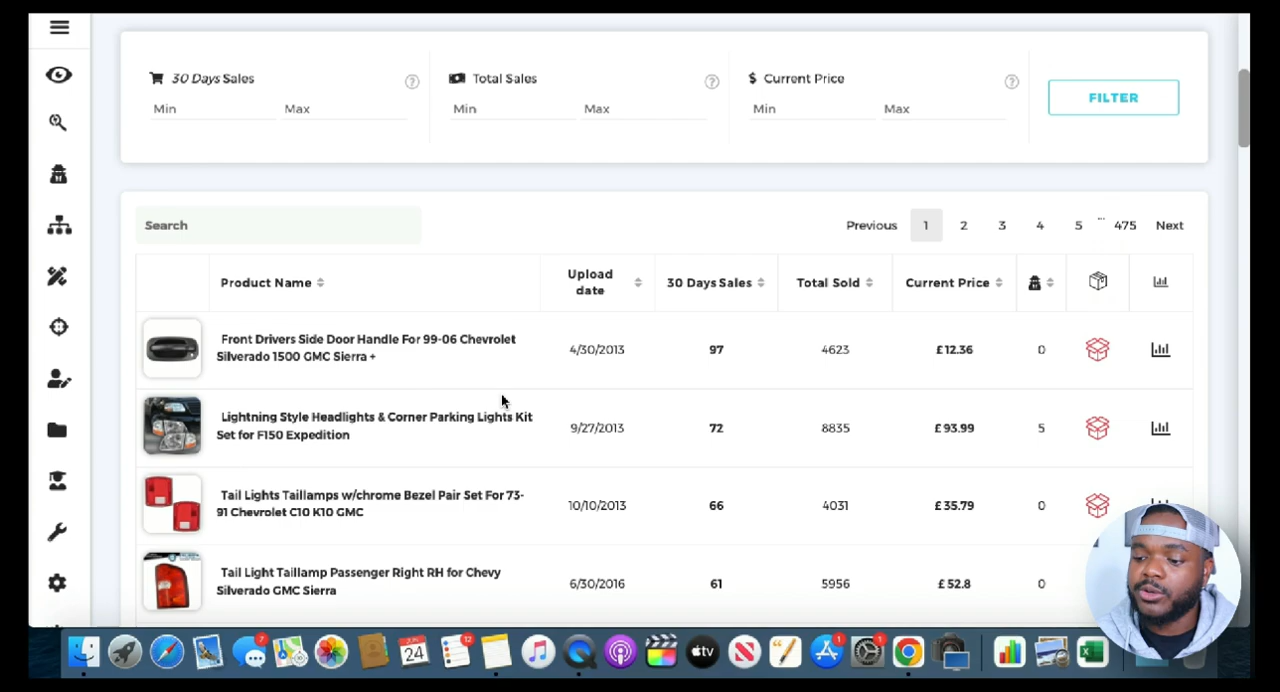 30 Days Sales
Total Sales
Current Price
Min
Max
Min
Max
Min
Max
FILTER
Search
Previous 1 2 3 4 5 ... 475 Next
Product Name
Upload date
30 Days Sales
Total Sold
Current Price
Front Drivers Side Door Handle For 99-06 Chevrolet
Silverado 1500 GMC Sierra +
4/30/2013
97
4623
£12.36
0
Lightning Style Headlights & Corner Parking Lights Kit
Set for F150 Expedition
9/27/2013
72
8835
£93.99
5
Tail Lights Taillamps w/chrome Bezel Pair Set For 73-
91 Chevrolet C10 K10 GMC
10/10/2013
66
4031
£35.79
0
Tail Light Taillamp Passenger Right RH for Chevy
Silverado GMC Sierra
6/30/2016
61
5956
£52.8
0
7
JUN
24
12
tv
1
1